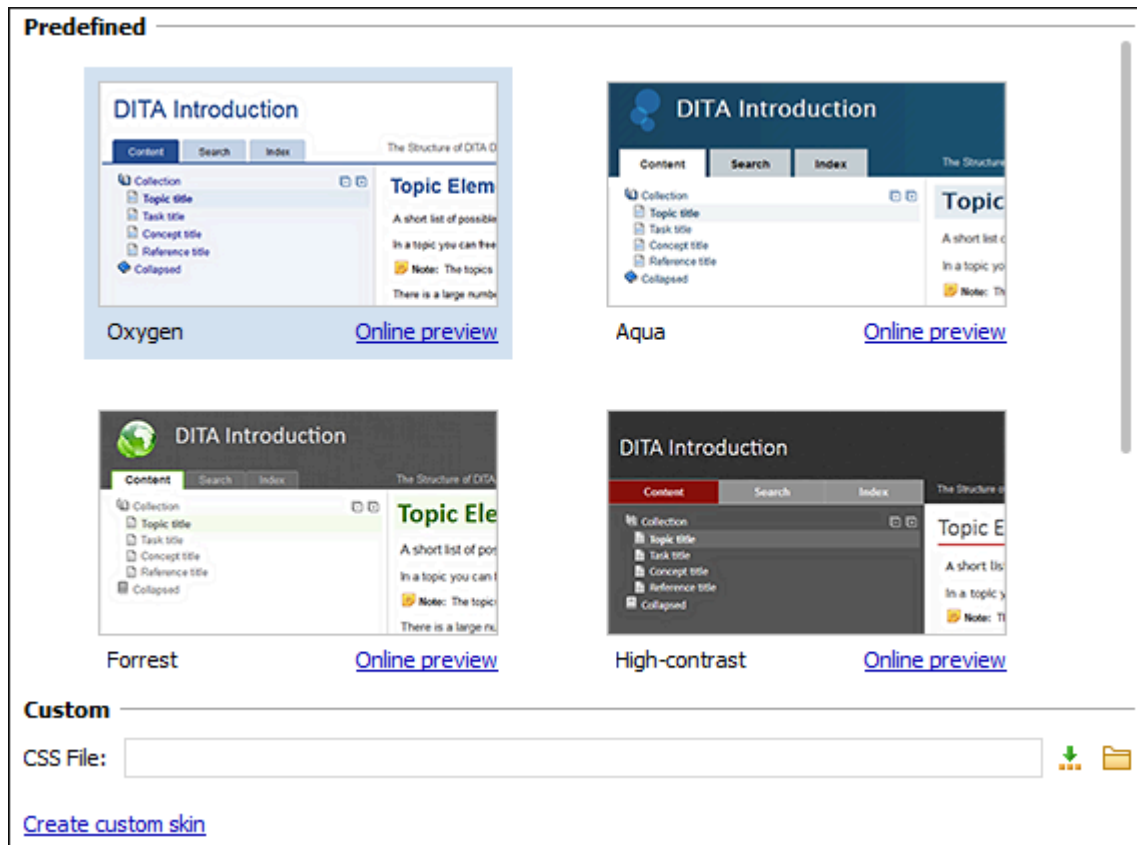 Predefined
DITA Introduction
Content Search Index
The Structure of DITA
Collection
Topic title
Task title
Concept title
Reference title
Collapsed
Topic Elem
A short list of possible
In a topic you can free
Note: The topics
There is a large numbe
Oxygen Online preview
DITA Introduction
Content Search Index
The Structure
Collection
Topic title
Task title
Concept title
Reference title
Collapsed
Topic
A short list
In a topic yo
Note: Th
Aqua Online preview
DITA Introduction
Content Search Index
The Structure of DITA
Collection
Topic title
Task title
Concept title
Reference title
Collapsed
Topic Ele
A short list of pos
In a topic you can
Note: The topic
There is a large nu
Forrest Online preview
DITA Introduction
Content Search Index
The Structure
Collection
Topic title
Task title
Concept title
Reference title
Collapsed
Topic E
A short lis
In a topic
Note: T
High-contrast Online preview
Custom
CSS File:
Create custom skin